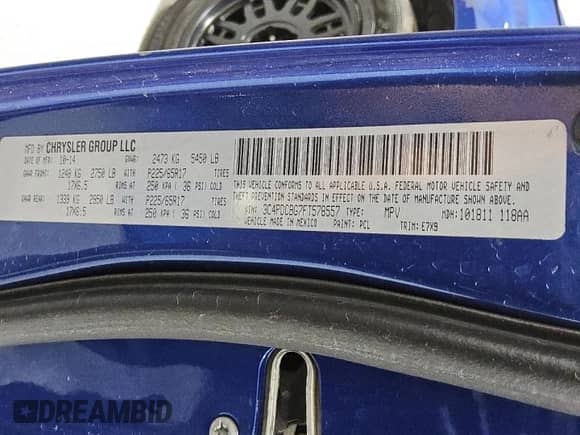 MFD BY CHRYSLER GROUP LLC
DATE OF MFR: 10-14 GVWR: 2473 KG 5450 LB
GAWR FRONT: 1248 KG 2750 LB WITH P225/65R17 TIRES
17X6.5 RIMS AT 250 KPA ( 36 PSI) COLD
GAWR REAR: 1339 KG 2950 LB WITH P225/65R17 TIRES
17X6.5 RIMS AT 250 KPA ( 36 PSI) COLD
THIS VEHICLE CONFORMS TO ALL APPLICABLE U.S.A. FEDERAL MOTOR VEHICLE SAFETY AND
THEFT PREVENTION STANDARDS IN EFFECT ON THE DATE OF MANUFACTURE SHOWN ABOVE.
VIN: 3C4PDCBG7FT578557 TYPE: MPV MDH: 101811 118AA
VEHICLE MADE IN MEXICO PAINT: PCL TRIM: E7X9
DREAMBID